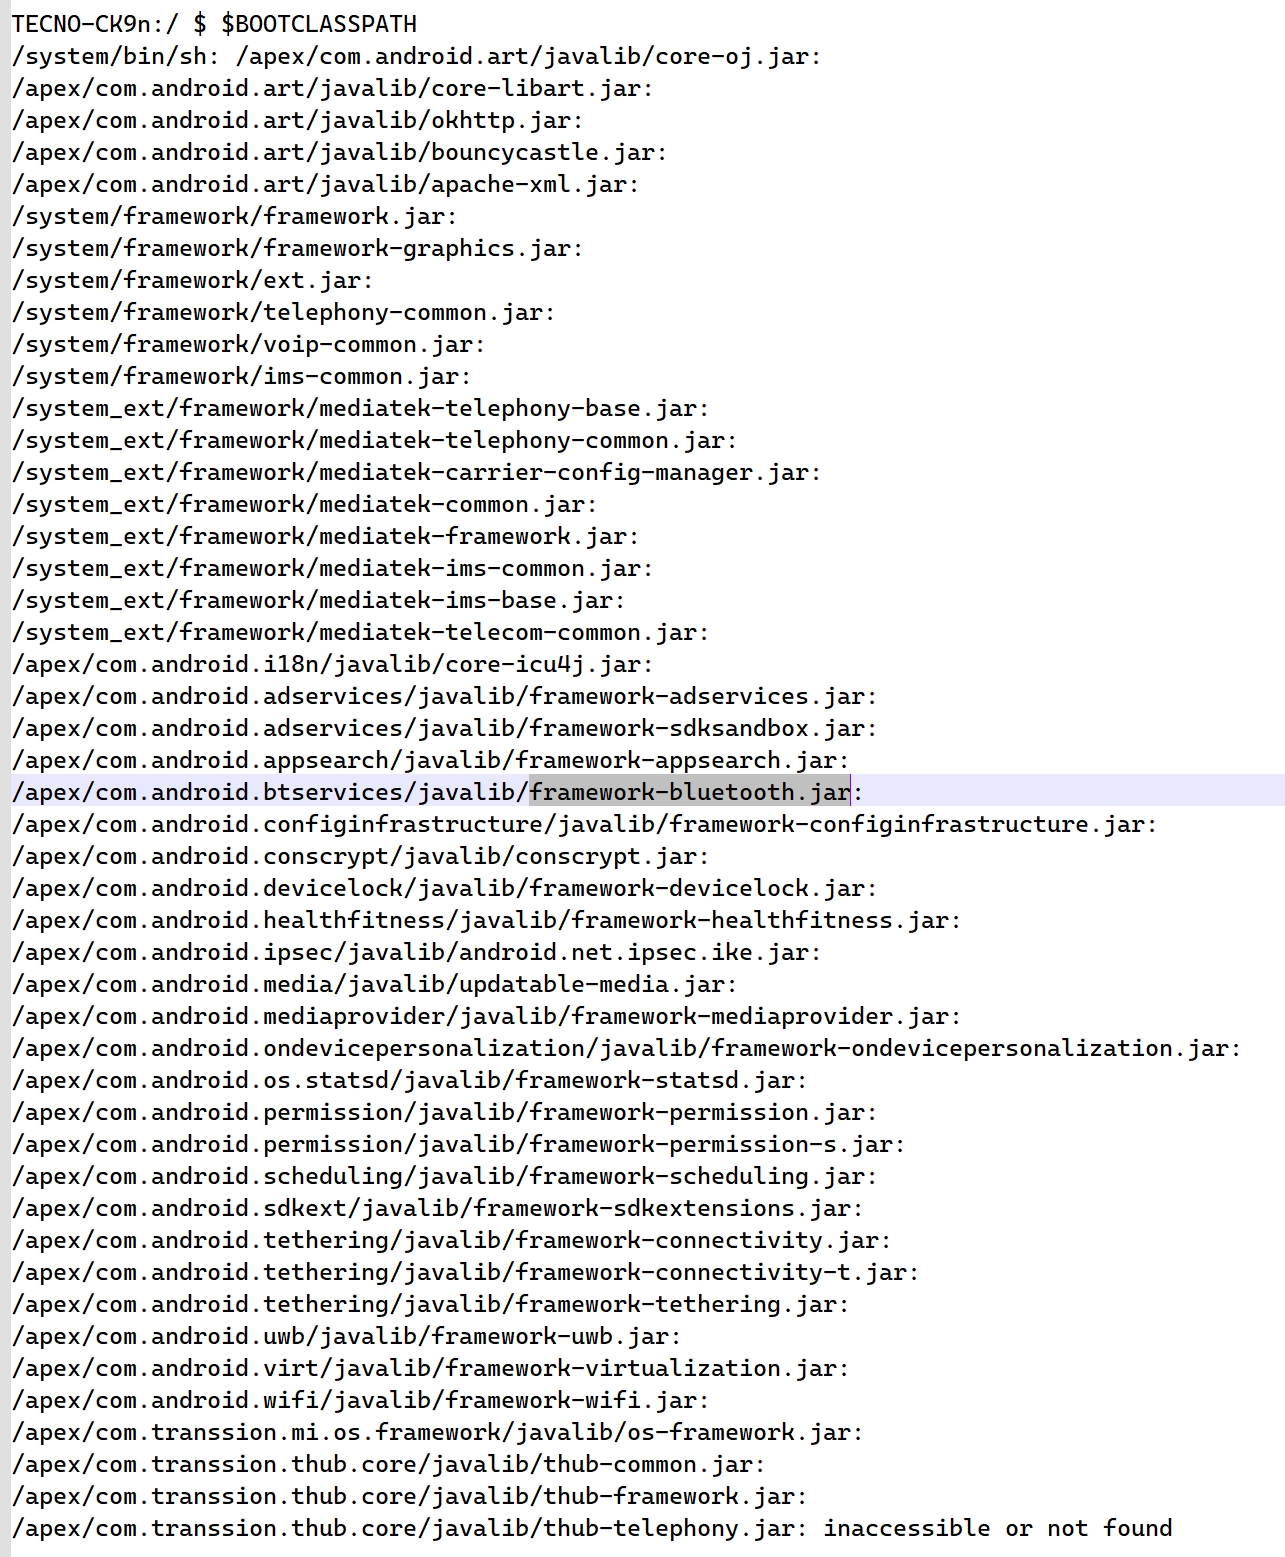 TECNO-CK9n:/ $ $BOOTCLASSPATH
/system/bin/sh: /apex/com.android.art/javalib/core-oj.jar:
/apex/com.android.art/javalib/core-libart.jar:
/apex/com.android.art/javalib/okhttp.jar:
/apex/com.android.art/javalib/bouncycastle.jar:
/apex/com.android.art/javalib/apache-xml.jar:
/system/framework/framework.jar:
/system/framework/framework-graphics.jar:
/system/framework/ext.jar:
/system/framework/telephony-common.jar:
/system/framework/voip-common.jar:
/system/framework/ims-common.jar:
/system_ext/framework/mediatek-telephony-base.jar:
/system_ext/framework/mediatek-telephony-common.jar:
/system_ext/framework/mediatek-carrier-config-manager.jar:
/system_ext/framework/mediatek-common.jar:
/system_ext/framework/mediatek-framework.jar:
/system_ext/framework/mediatek-ims-common.jar:
/system_ext/framework/mediatek-ims-base.jar:
/system_ext/framework/mediatek-telecom-common.jar:
/apex/com.android.i18n/javalib/core-icu4j.jar:
/apex/com.android.adservices/javalib/framework-adservices.jar:
/apex/com.android.adservices/javalib/framework-sdksandbox.jar:
/apex/com.android.appsearch/javalib/framework-appsearch.jar:
/apex/com.android.btservices/javalib/framework-bluetooth.jar:
/apex/com.android.configinfrastructure/javalib/framework-configinfrastructure.jar:
/apex/com.android.conscrypt/javalib/conscrypt.jar:
/apex/com.android.devicelock/javalib/framework-devicelock.jar:
/apex/com.android.healthfitness/javalib/framework-healthfitness.jar:
/apex/com.android.ipsec/javalib/android.net.ipsec.ike.jar:
/apex/com.android.media/javalib/updatable-media.jar:
/apex/com.android.mediaprovider/javalib/framework-mediaprovider.jar:
/apex/com.android.ondevicepersonalization/javalib/framework-ondevicepersonalization.jar:
/apex/com.android.os.statsd/javalib/framework-statsd.jar:
/apex/com.android.permission/javalib/framework-permission.jar:
/apex/com.android.permission/javalib/framework-permission-s.jar:
/apex/com.android.scheduling/javalib/framework-scheduling.jar:
/apex/com.android.sdkext/javalib/framework-sdkextensions.jar:
/apex/com.android.tethering/javalib/framework-connectivity.jar:
/apex/com.android.tethering/javalib/framework-connectivity-t.jar:
/apex/com.android.tethering/javalib/framework-tethering.jar:
/apex/com.android.uwb/javalib/framework-uwb.jar:
/apex/com.android.virt/javalib/framework-virtualization.jar:
/apex/com.android.wifi/javalib/framework-wifi.jar:
/apex/com.transsion.mi.os.framework/javalib/os-framework.jar:
/apex/com.transsion.thub.core/javalib/thub-common.jar:
/apex/com.transsion.thub.core/javalib/thub-framework.jar:
/apex/com.transsion.thub.core/javalib/thub-telephony.jar: inaccessible or not found